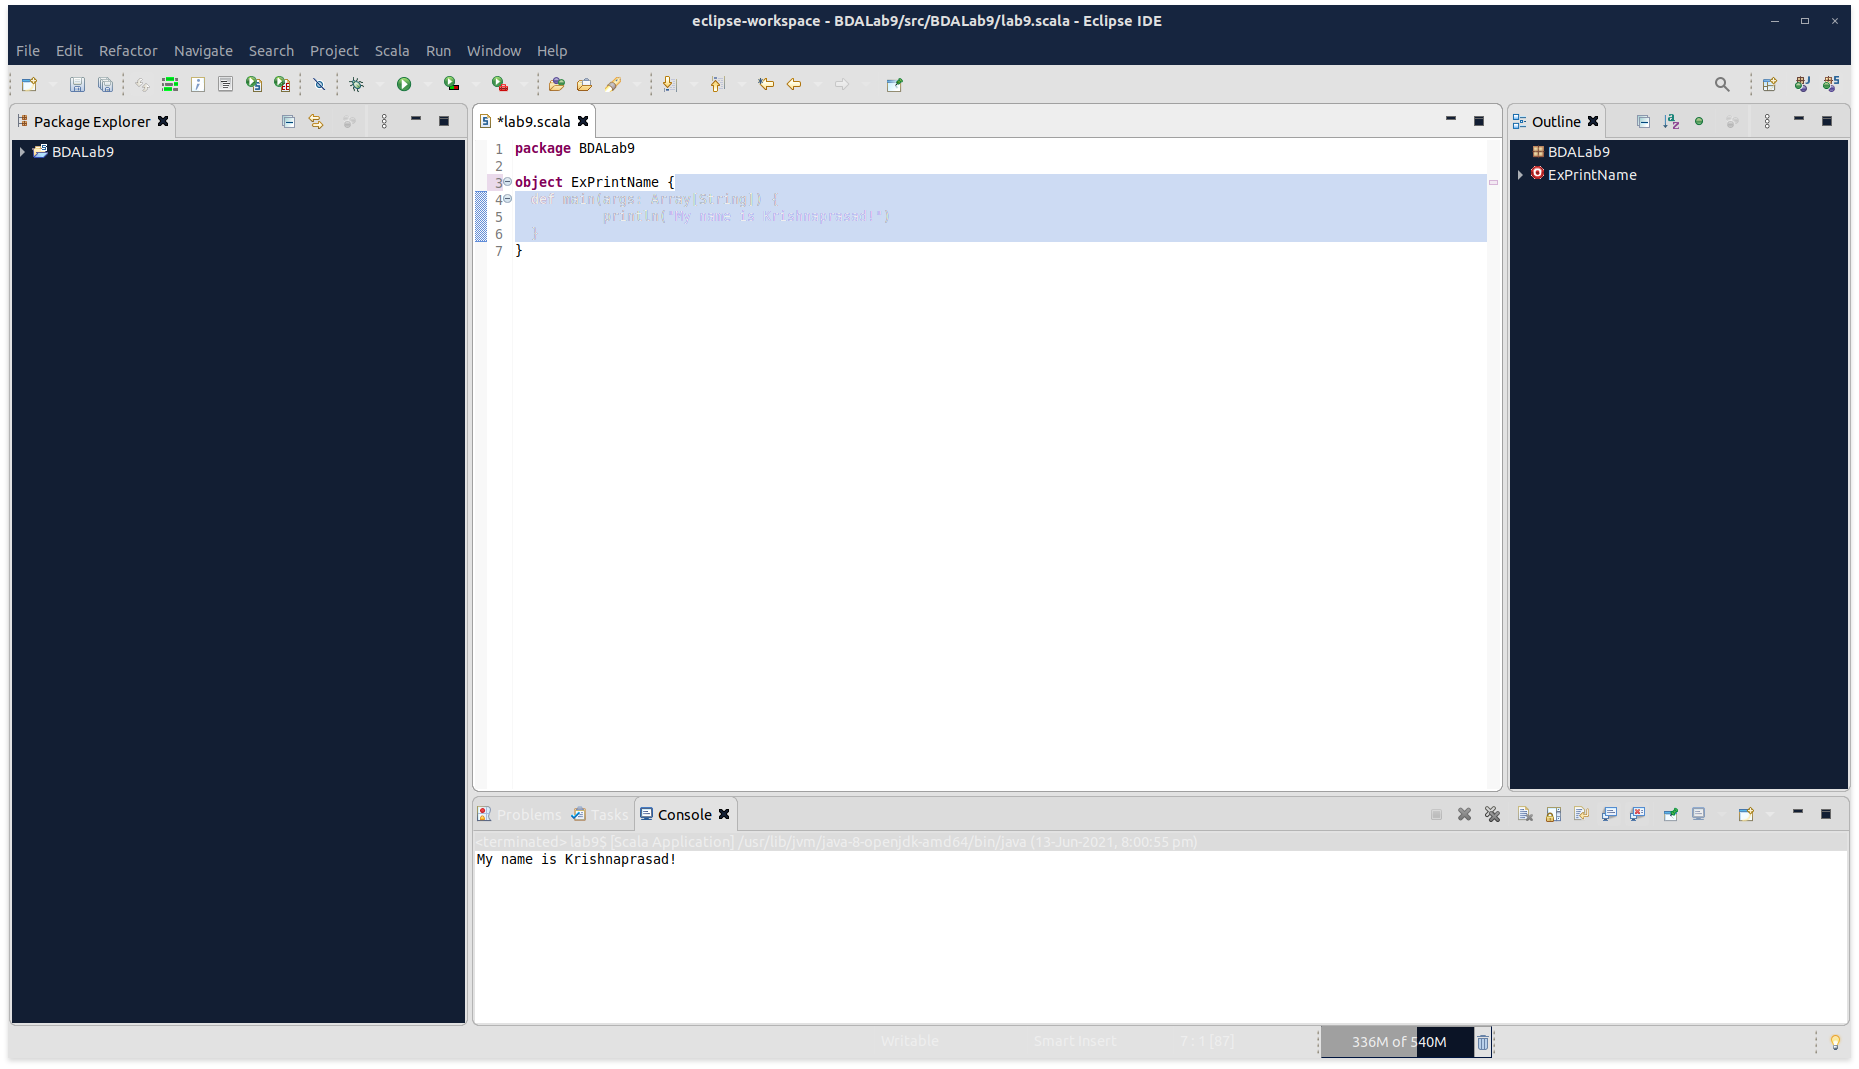 eclipse-workspace - BDALab9/src/BDALab9/lab9.scala - Eclipse IDE
File Edit Refactor Navigate Search Project Scala Run Window Help
Package Explorer
*lab9.scala
Outline
BDALab9
1 package BDALab9
2
3 object ExPrintName {
4 def main(args: Array[String]) {
5 println("My name is Krishnaprasad!")
6 }
7 }
BDALab9
ExPrintName
Problems Tasks Console
<terminated> lab9$ [Scala Application] /usr/lib/jvm/java-8-openjdk-amd64/bin/java (13-Jun-2021, 8:00:55 pm)
My name is Krishnaprasad!
Writable Smart Insert 7 : 1 [87] 336M of 540M